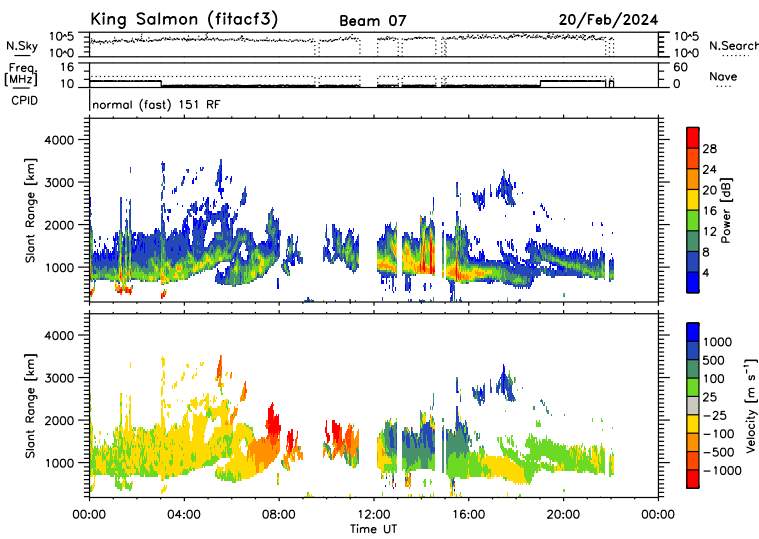 King Salmon (fitacf3) Beam 07 20/Feb/2024
N.Sky 10^5 10^0 10^5 10^0 N.Search
Freq. [MHz] 16 10 60 0 Nave
CPID normal (fast) 151 RF
Slant Range [km] 4000 3000 2000 1000
28 24 20 16 12 8 4
Power [dB]
Slant Range [km] 4000 3000 2000 1000
1000 500 100 25 −25 −100 −500 −1000
Velocity [m s⁻¹]
00:00 04:00 08:00 12:00 16:00 20:00 00:00
Time UT